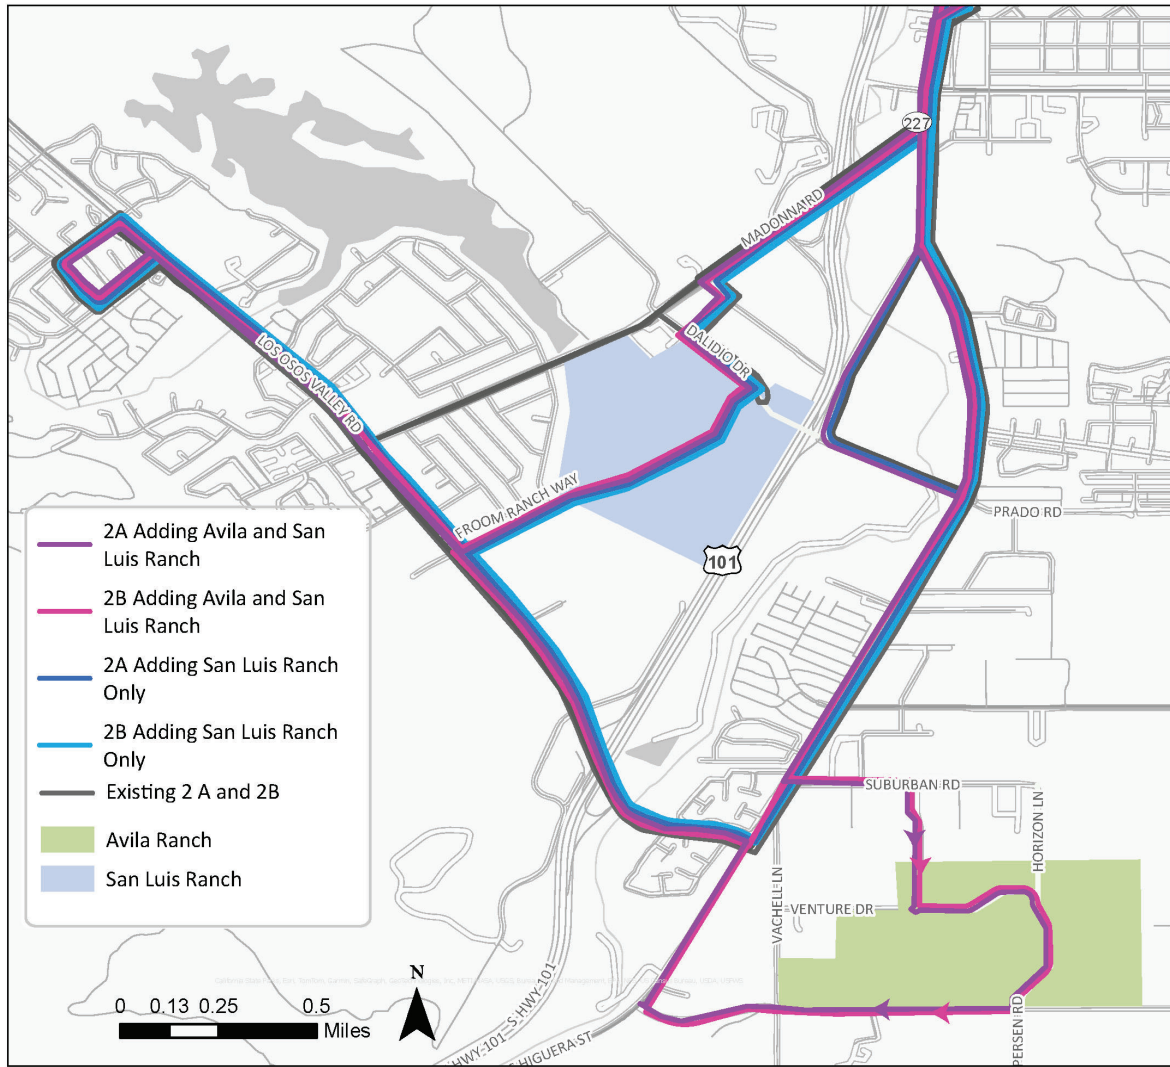 227
MADONNA RD
DALIDIO DR
LOS OSOS VALLEY RD
FROOM RANCH WAY
PRADO RD
101
2A Adding Avila and San
Luis Ranch
2B Adding Avila and San
Luis Ranch
2A Adding San Luis Ranch
Only
2B Adding San Luis Ranch
Only
Existing 2 A and 2B
Avila Ranch
San Luis Ranch
SUBURBAN RD
HORIZON LN
VACHELL LN
VENTURE DR
N
0 0.13 0.25 0.5
Miles
S HWY-101
HWY-101
HIGUERA ST
PERSEN RD